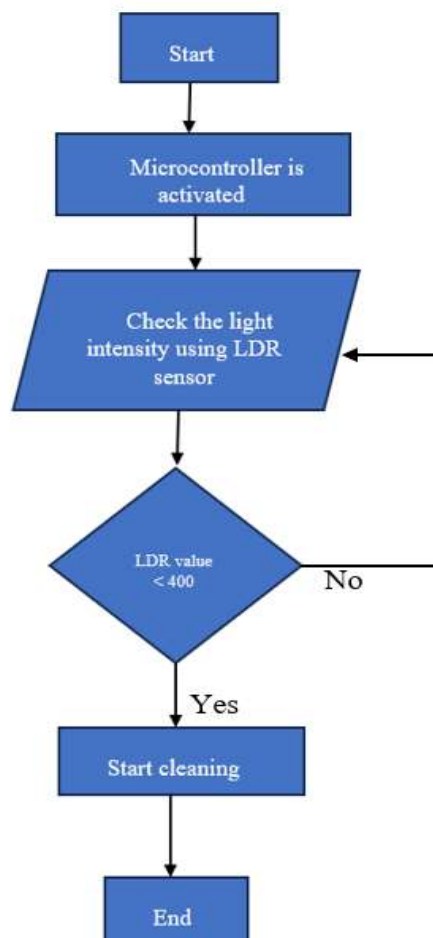 Start
Microcontroller is
activated
Check the light
intensity using LDR
sensor
LDR value
< 400
No
Yes
Start cleaning
End